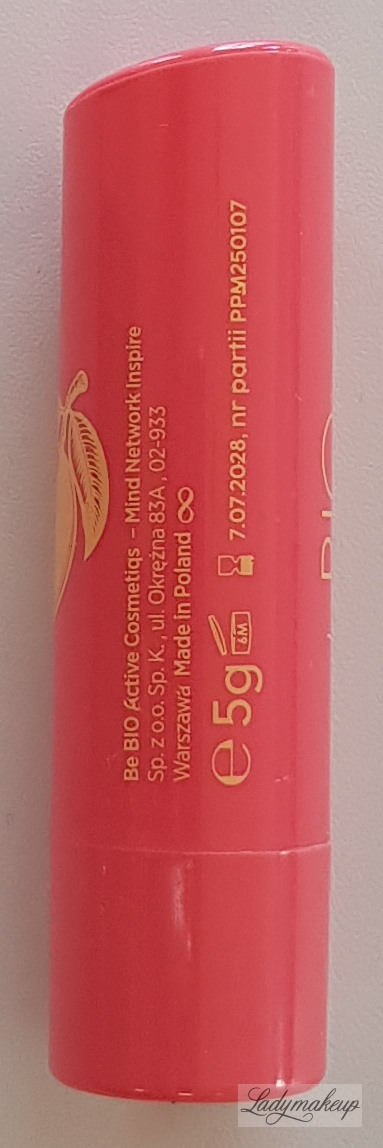 Be BIO Active Cosmetiqs - Mind Network Inspire
Sp. z o.o. Sp. K., ul. Okrężna 83A, 02-933
Warszawa Made in Poland
e 5g 6M 7.07.2028, nr partii PPM250107
Ladymakeup